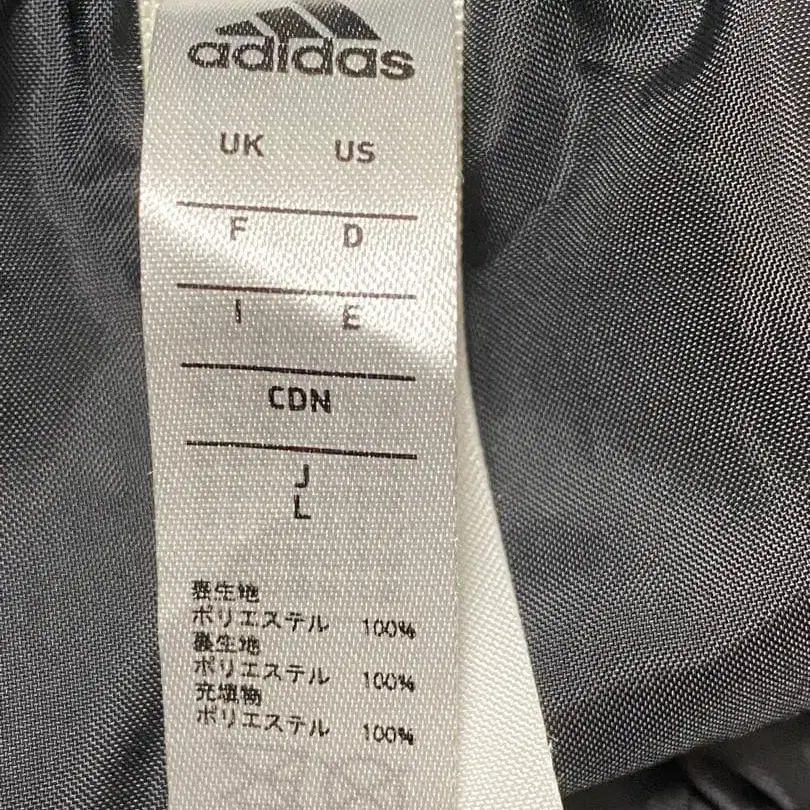 adidas
UK US
F D
I E
CDN
J
L
表生地
ポリエステル 100%
裏生地
ポリエステル 100%
充填物
ポリエステル 100%